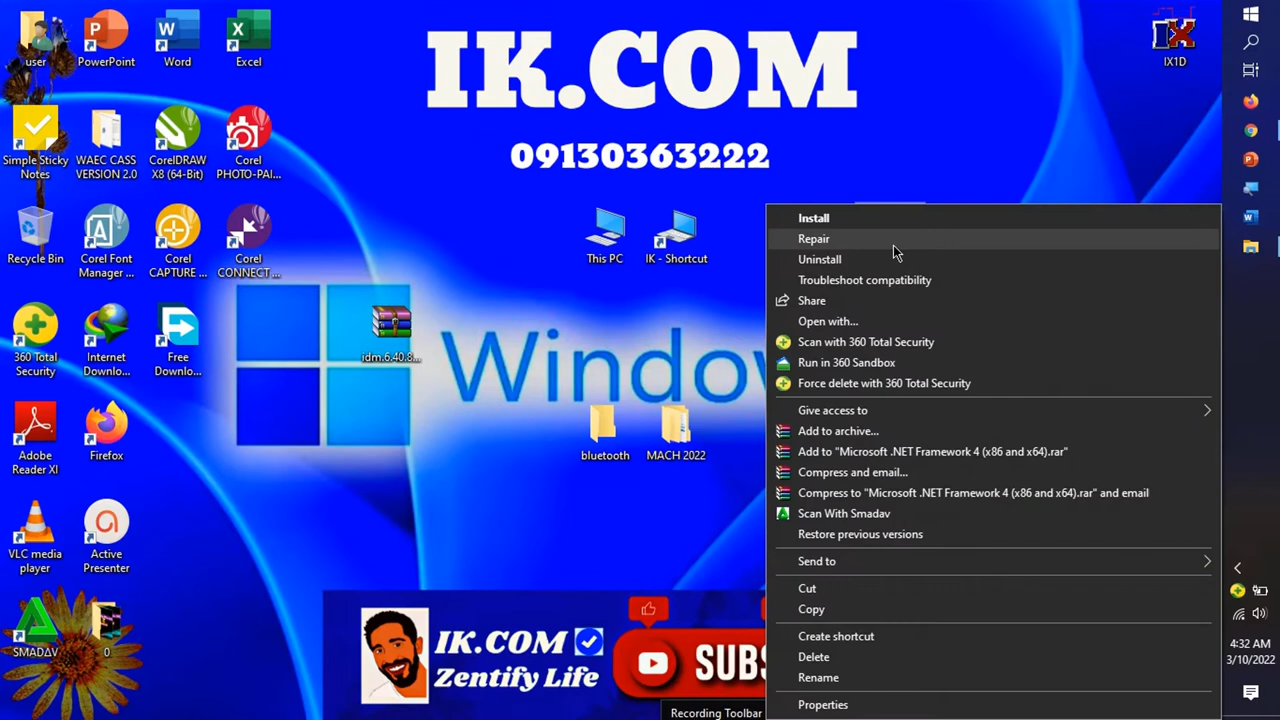 IK.COM
09130363222
user
PowerPoint
Word
Excel
IX1D
Simple Sticky
Notes
WAEC CASS
VERSION 2.0
CorelDRAW
X8 (64-Bit)
Corel
PHOTO-PAI...
Recycle Bin
Corel Font
Manager ...
Corel
CAPTURE ...
Corel
CONNECT ...
This PC
IK - Shortcut
360 Total
Security
Internet
Downlo...
Free
Downlo...
idm.6.40.8...
Window
Adobe
Reader XI
Firefox
bluetooth
MACH 2022
VLC media
player
Active
Presenter
SMADAV
0
IK.COM
Zentify Life
SUBS
Recording Toolbar
Install
Repair
Uninstall
Troubleshoot compatibility
Share
Open with...
Scan with 360 Total Security
Run in 360 Sandbox
Force delete with 360 Total Security
Give access to
Add to archive...
Add to "Microsoft .NET Framework 4 (x86 and x64).rar"
Compress and email...
Compress to "Microsoft .NET Framework 4 (x86 and x64).rar" and email
Scan With Smadav
Restore previous versions
Send to
Cut
Copy
Create shortcut
Delete
Rename
Properties
4:32 AM
3/10/2022